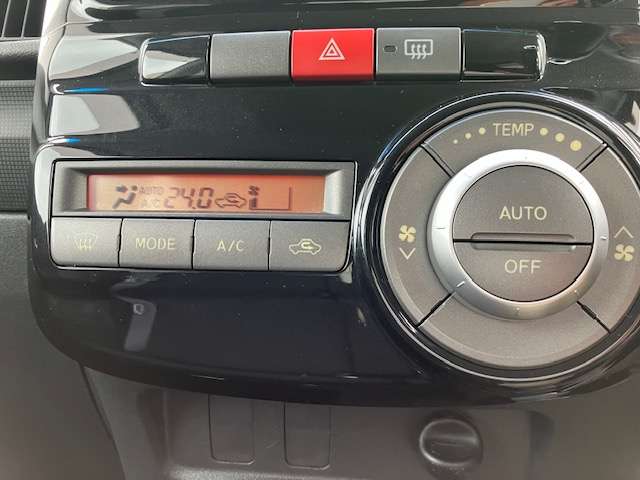 TEMP
AUTO
A/C
24.0
AUTO
OFF
MODE
A/C